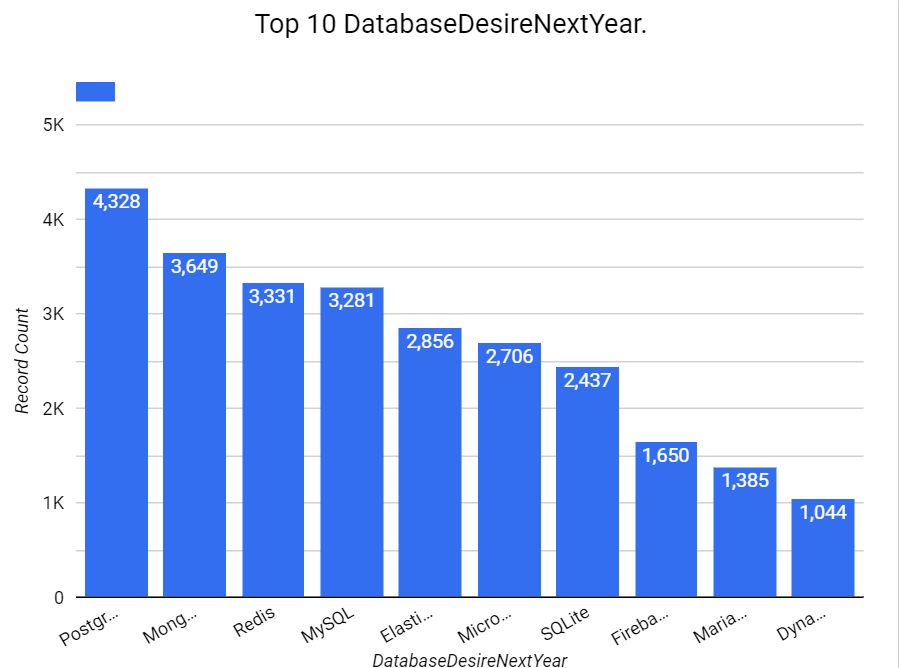 Top 10 DatabaseDesireNextYear.
5K
4K
3K
2K
1K
0
Record Count
4,328
3,649
3,331
3,281
2,856
2,706
2,437
1,650
1,385
1,044
Postgr...
Mong...
Redis
MySQL
Elasti...
Micro...
SQLite
Fireba...
Maria...
Dyna...
DatabaseDesireNextYear